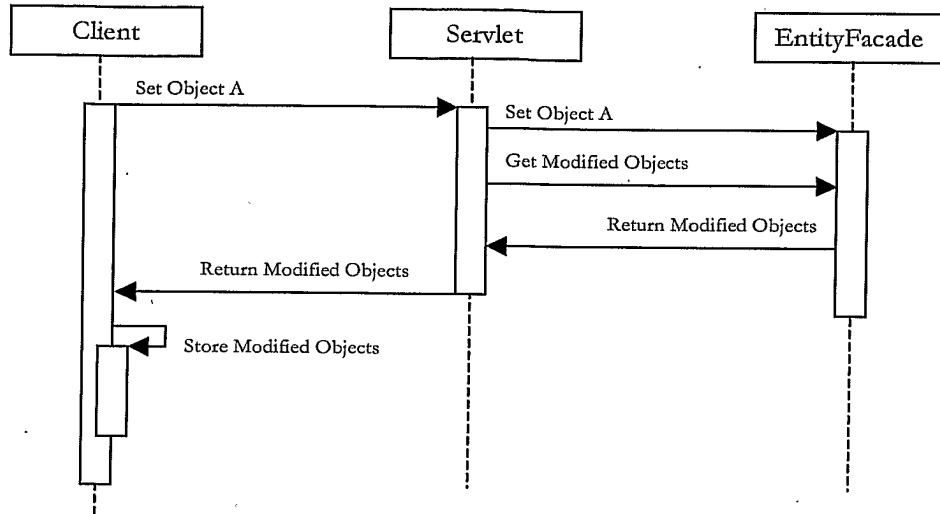 Client
Servlet
EntityFacade
Set Object A
Set Object A
Get Modified Objects
Return Modified Objects
Return Modified Objects
Store Modified Objects